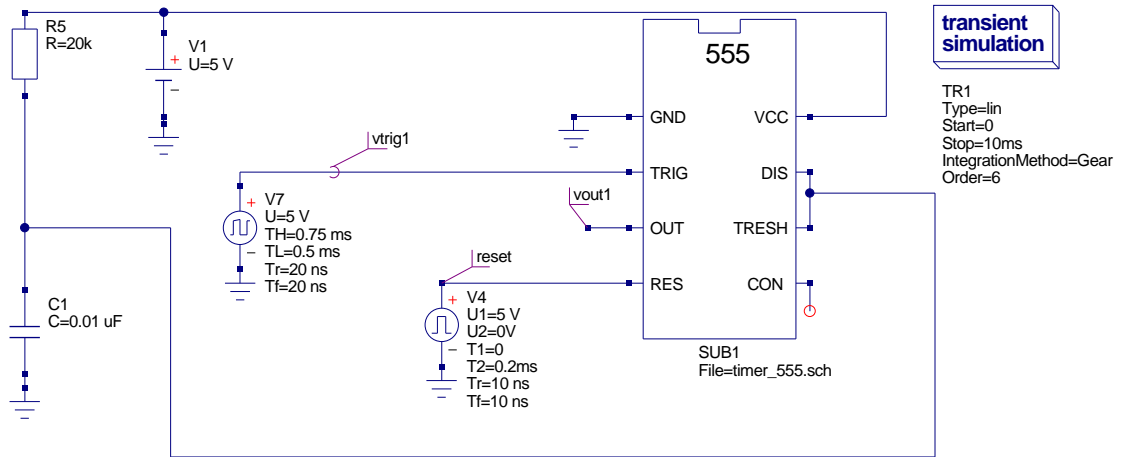 R5
R=20k
V1
U=5 V
555
GND
TRIG
OUT
RES
VCC
DIS
TRESH
CON
SUB1
File=timer_555.sch
transient
simulation
TR1
Type=lin
Start=0
Stop=10ms
IntegrationMethod=Gear
Order=6
vtrig1
V7
U=5 V
TH=0.75 ms
TL=0.5 ms
Tr=20 ns
Tf=20 ns
vout1
reset
V4
U1=5 V
U2=0V
T1=0
T2=0.2ms
Tr=10 ns
Tf=10 ns
C1
C=0.01 uF